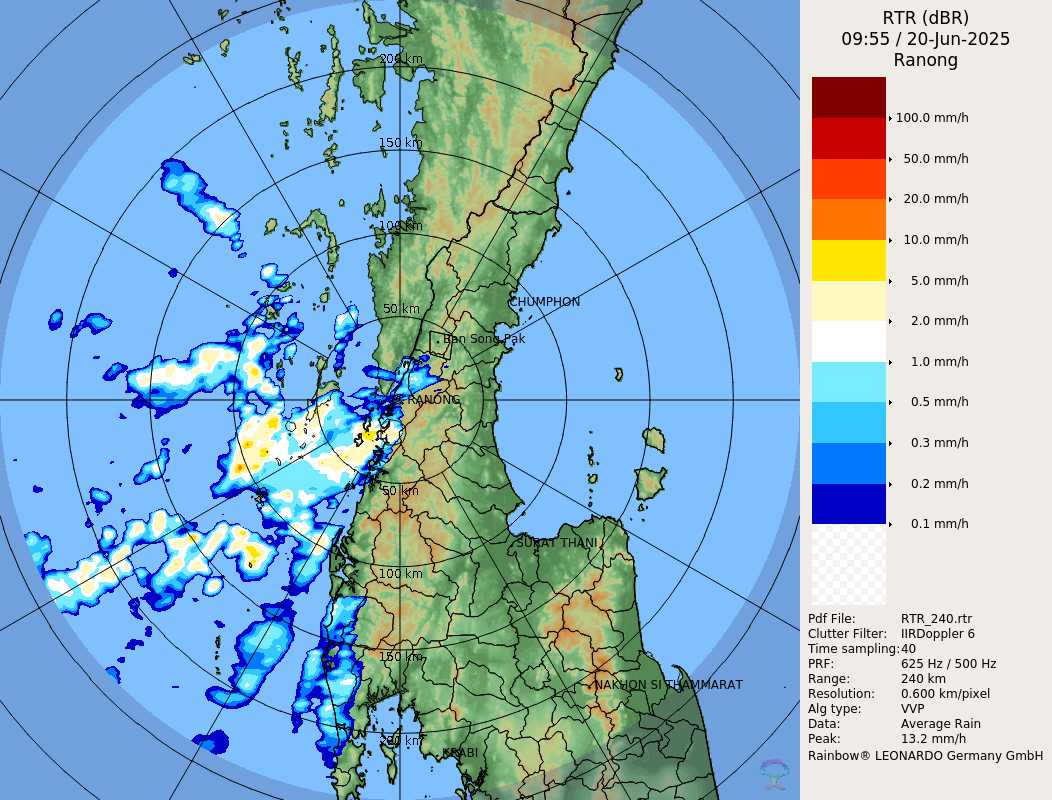 RTR (dBR)
09:55 / 20-Jun-2025
Ranong
100.0 mm/h
50.0 mm/h
20.0 mm/h
10.0 mm/h
5.0 mm/h
2.0 mm/h
1.0 mm/h
0.5 mm/h
0.3 mm/h
0.2 mm/h
0.1 mm/h
Pdf File: RTR_240.rtr
Clutter Filter: IIRDoppler 6
Time sampling:40
PRF: 625 Hz / 500 Hz
Range: 240 km
Resolution: 0.600 km/pixel
Alg type: VVP
Data: Average Rain
Peak: 13.2 mm/h
Rainbow® LEONARDO Germany GmbH
200 km
150 km
100 km
CHUMPHON
50 km
Ban Song Pak
RANONG
50 km
SURAT THANI
100 km
150 km
NAKHON SI THAMMARAT
200 km
KRABI